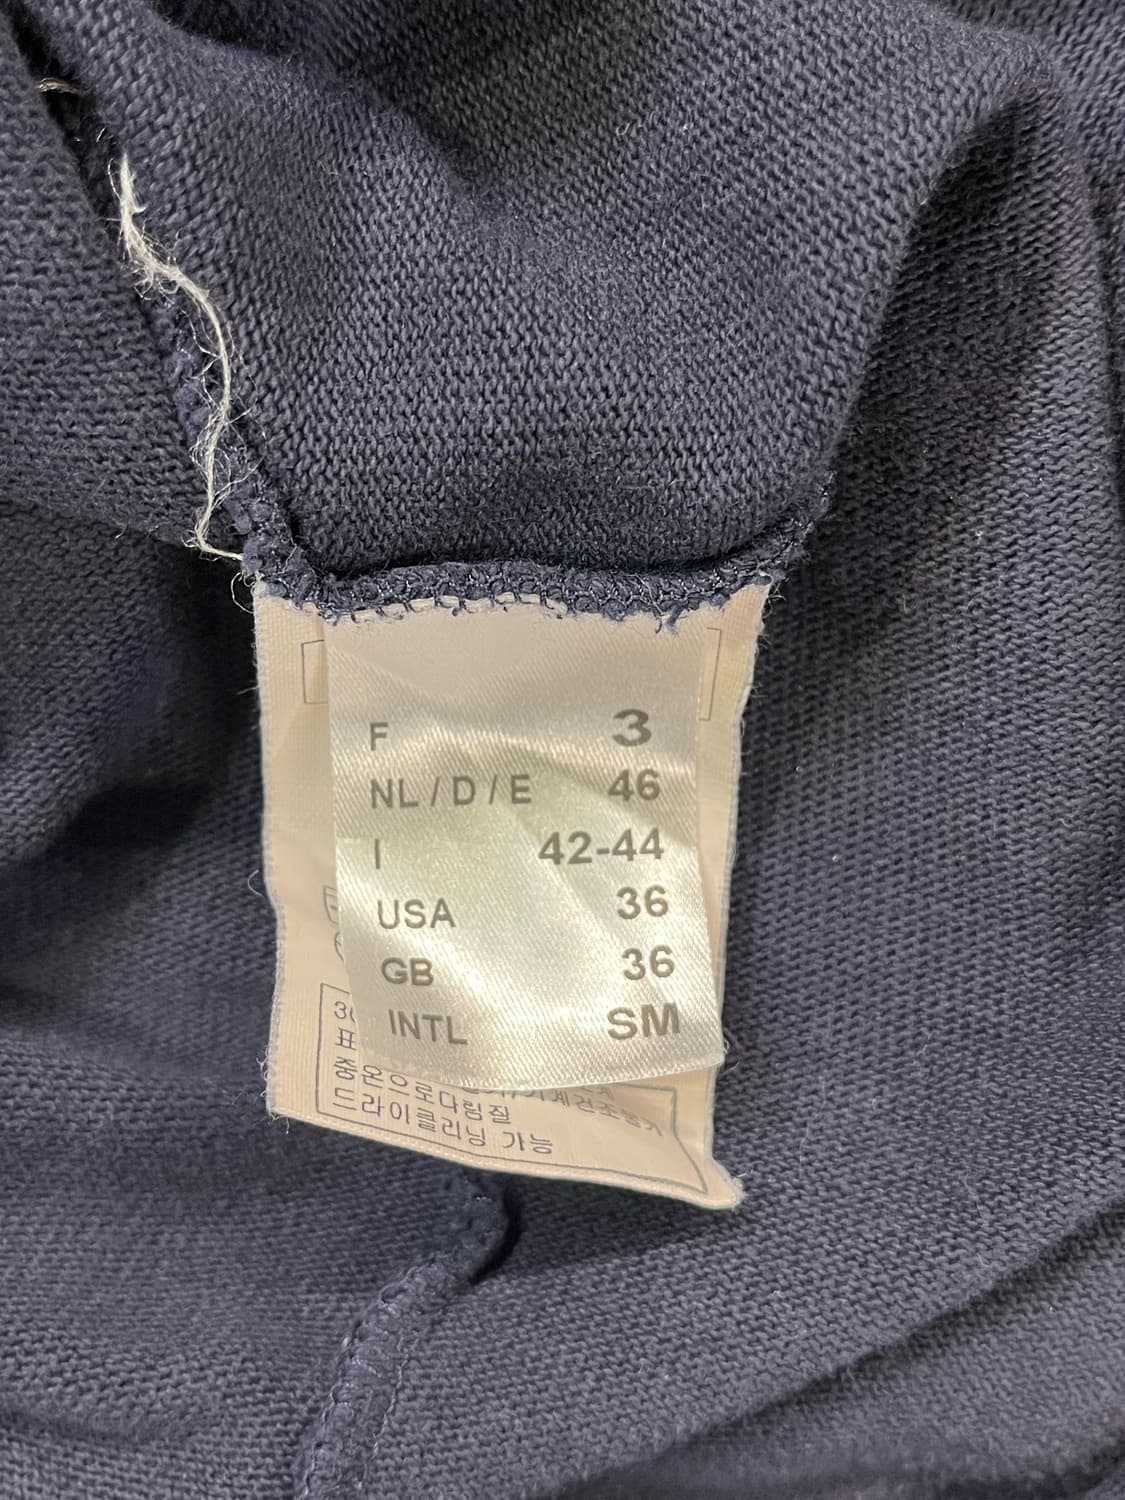 F 3
NL / D / E 46
I 42-44
USA 36
GB 36
INTL SM
표
중온으로다림질
드라이클리닝 가능